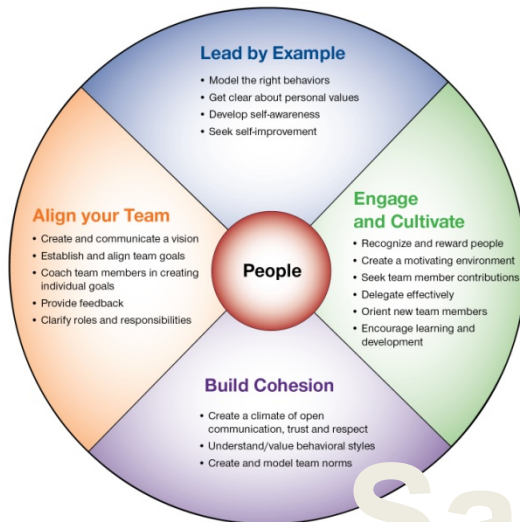 Lead by Example
• Model the right behaviors
• Get clear about personal values
• Develop self-awareness
• Seek self-improvement
Engage
and Cultivate
• Recognize and reward people
• Create a motivating environment
• Seek team member contributions
• Delegate effectively
• Orient new team members
• Encourage learning and
development
Align your Team
• Create and communicate a vision
• Establish and align team goals
• Coach team members in creating
individual goals
• Provide feedback
• Clarify roles and responsibilities
People
Build Cohesion
• Create a climate of open
communication, trust and respect
• Understand/value behavioral styles
• Create and model team norms
Sa